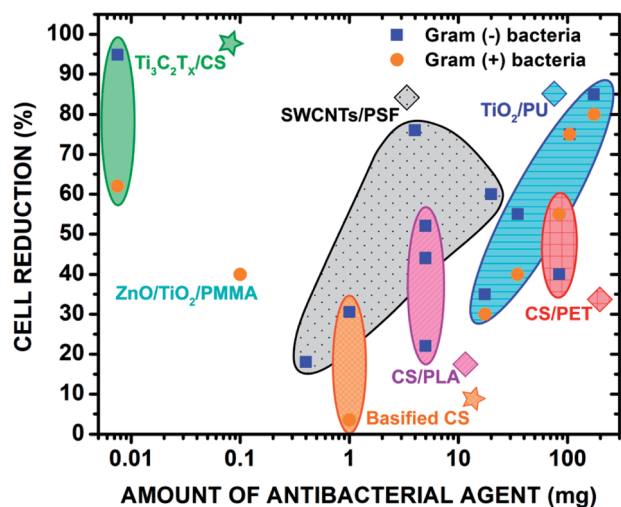 Gram (-) bacteria
Gram (+) bacteria
Ti₃C₂Tₓ/CS
SWCNTs/PSF
TiO₂/PU
ZnO/TiO₂/PMMA
CS/PET
CS/PLA
Basified CS
CELL REDUCTION (%)
100
90
80
70
60
50
40
30
20
10
0
0.01 0.1 1 10 100
AMOUNT OF ANTIBACTERIAL AGENT (mg)